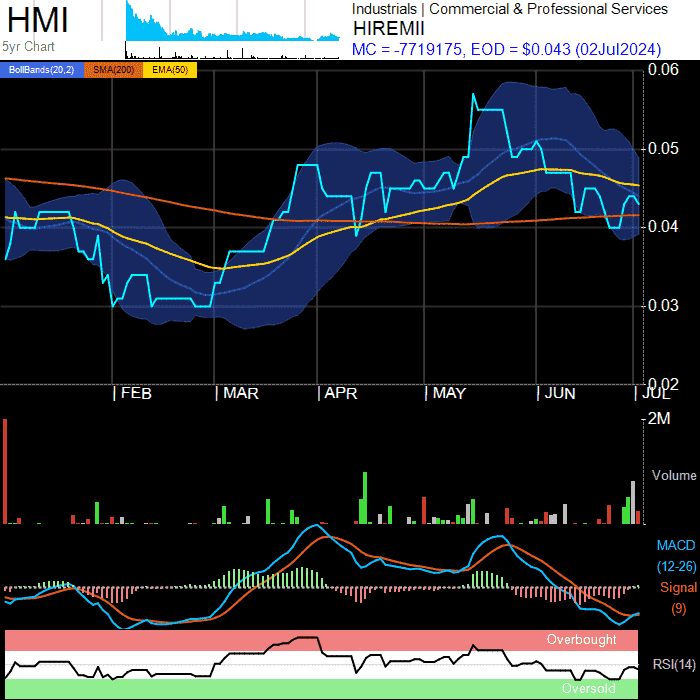 HMI
5yr Chart
Industrials | Commercial & Professional Services
HIREMII
MC = -7719175, EOD = $0.043 (02Jul2024)
BollBands(20,2) SMA(200) EMA(50)
0.06
0.05
0.04
0.03
0.02
FEB MAR APR MAY JUN JUL
2M
Volume
MACD
(12-26)
Signal
(9)
Overbought
RSI(14)
Oversold